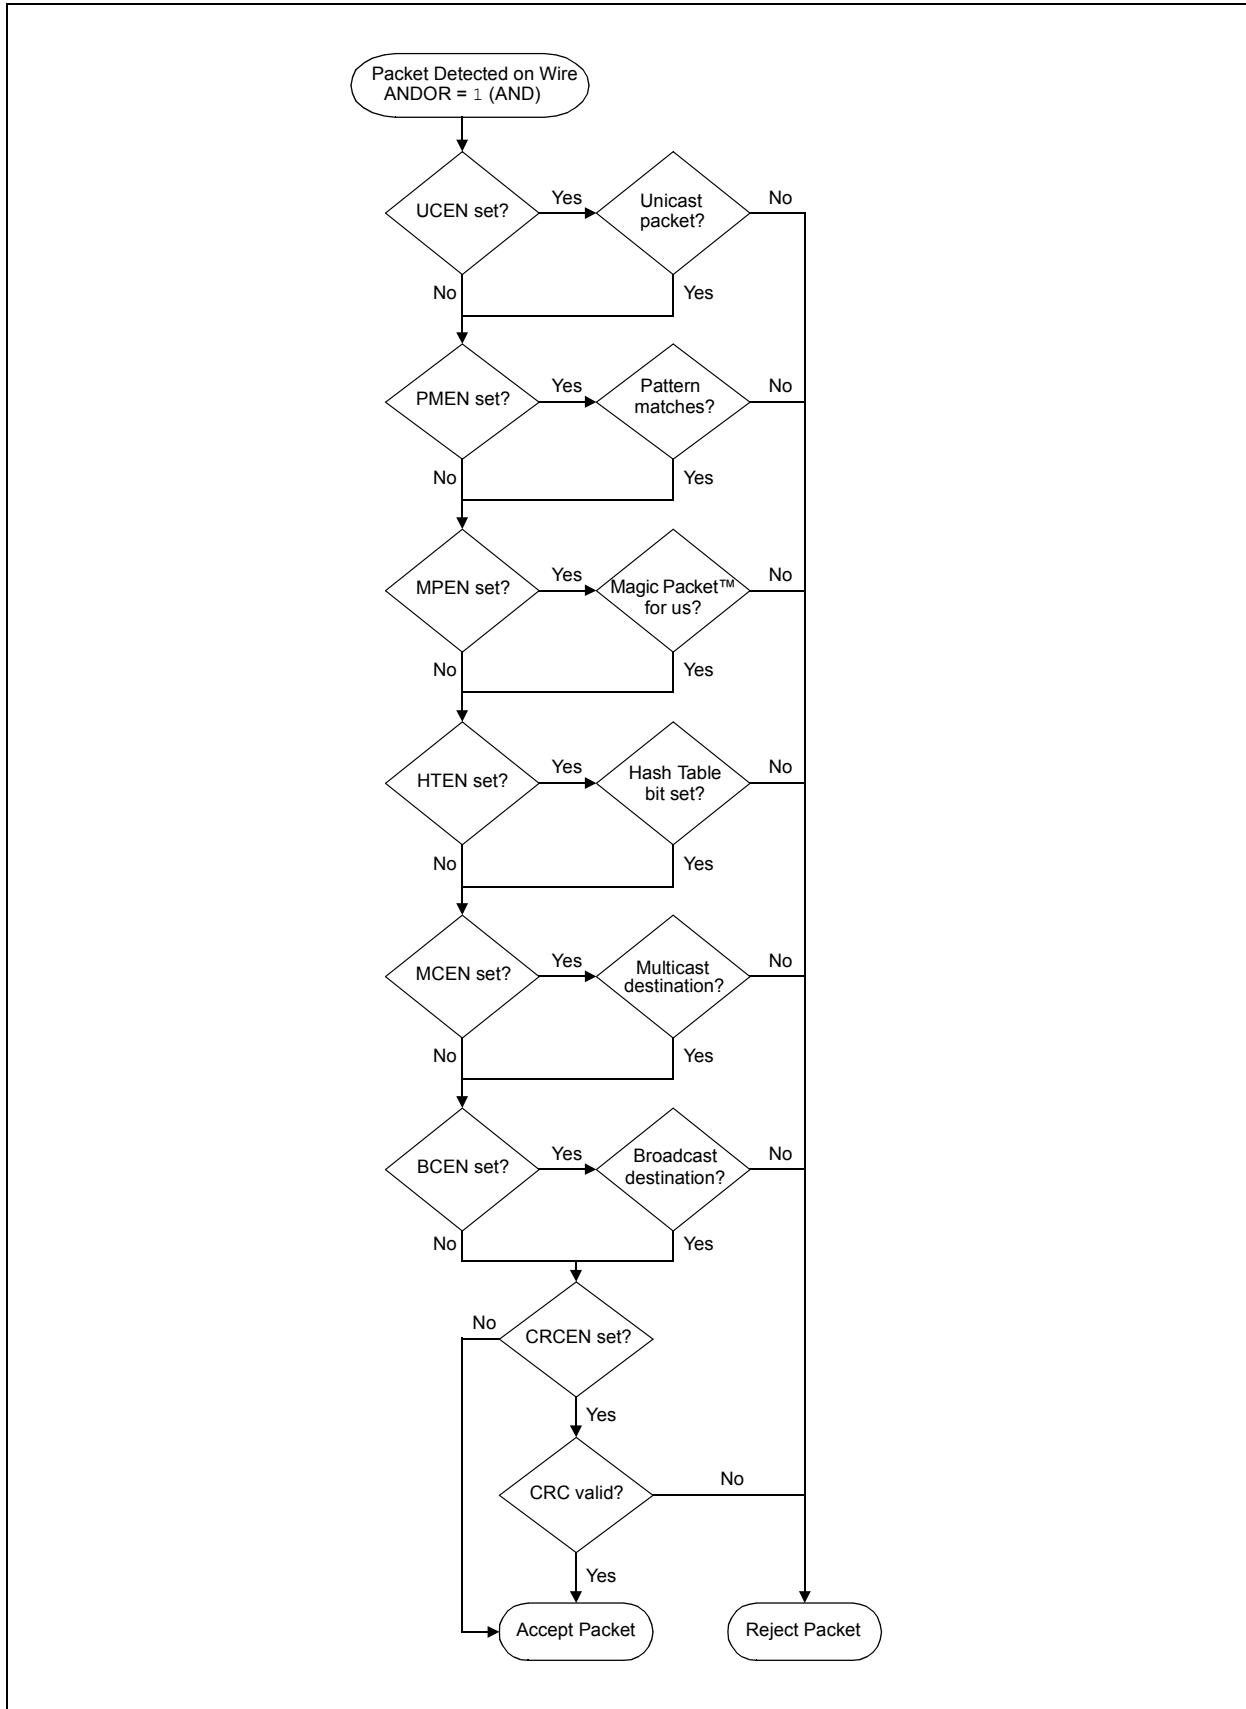 Packet Detected on Wire
ANDOR = 1 (AND)
UCEN set?
Yes
Unicast
packet?
No
No
Yes
PMEN set?
Yes
Pattern
matches?
No
No
Yes
MPEN set?
Yes
Magic Packet™
for us?
No
No
Yes
HTEN set?
Yes
Hash Table
bit set?
No
No
Yes
MCEN set?
Yes
Multicast
destination?
No
No
Yes
BCEN set?
Yes
Broadcast
destination?
No
No
Yes
No
CRCEN set?
Yes
CRC valid?
No
Yes
Accept Packet
Reject Packet